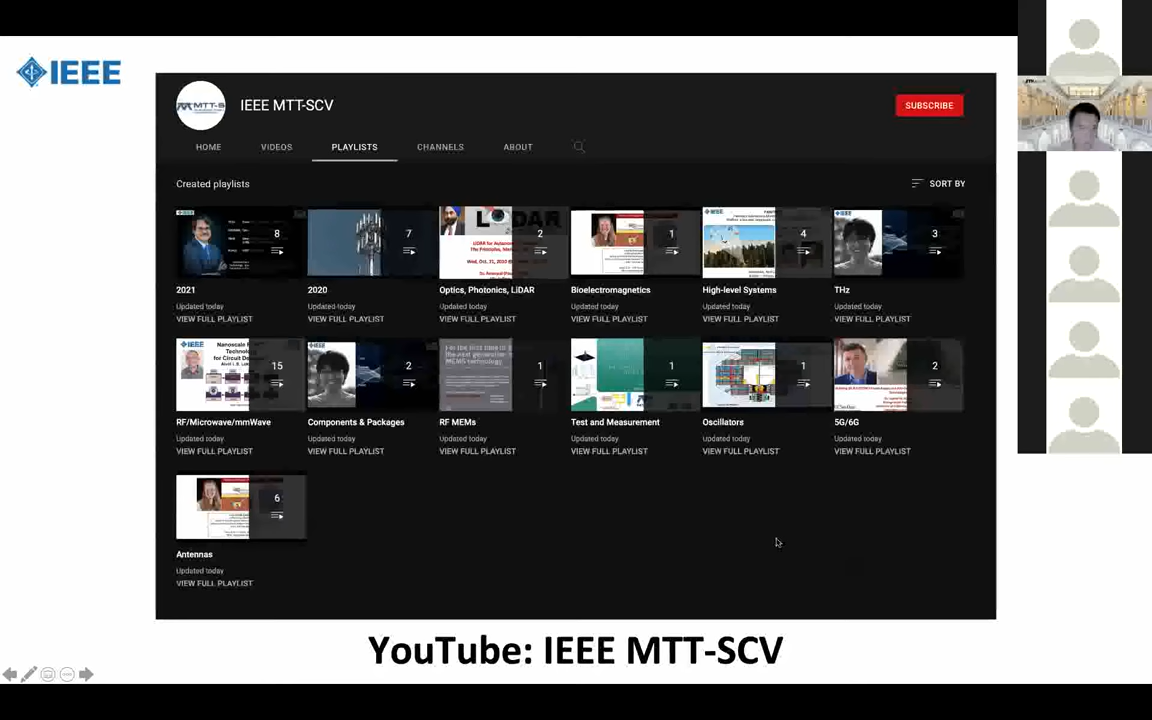 IEEE
MTT-S
IEEE MTT-SCV
SUBSCRIBE
HOME
VIDEOS
PLAYLISTS
CHANNELS
ABOUT
Created playlists
SORT BY
8
7
2
1
4
3
2021
2020
Optics, Photonics, LiDAR
Bioelectromagnetics
High-level Systems
THz
Updated today
Updated today
Updated today
Updated today
Updated today
Updated today
VIEW FULL PLAYLIST
VIEW FULL PLAYLIST
VIEW FULL PLAYLIST
VIEW FULL PLAYLIST
VIEW FULL PLAYLIST
VIEW FULL PLAYLIST
15
2
1
1
1
2
RF/Microwave/mmWave
Components & Packages
RF MEMs
Test and Measurement
Oscillators
5G/6G
Updated today
Updated today
Updated today
Updated today
Updated today
Updated today
VIEW FULL PLAYLIST
VIEW FULL PLAYLIST
VIEW FULL PLAYLIST
VIEW FULL PLAYLIST
VIEW FULL PLAYLIST
VIEW FULL PLAYLIST
6
Antennas
Updated today
VIEW FULL PLAYLIST
YouTube: IEEE MTT-SCV